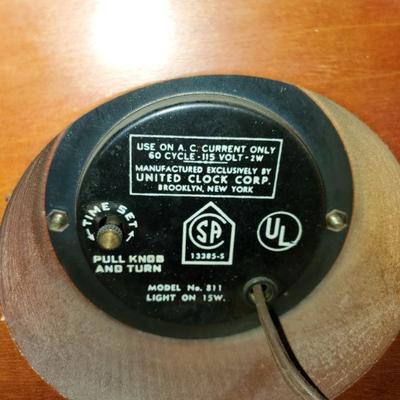 USE ON A.C. CURRENT ONLY
60 CYCLE - 115 VOLT - 2W
MANUFACTURED EXCLUSIVELY BY
UNITED CLOCK CORP.
BROOKLYN, NEW YORK
TIME SET
PULL KNOB
AND TURN
SA
13385-S
UL
MODEL No. 811
LIGHT ON 15W.